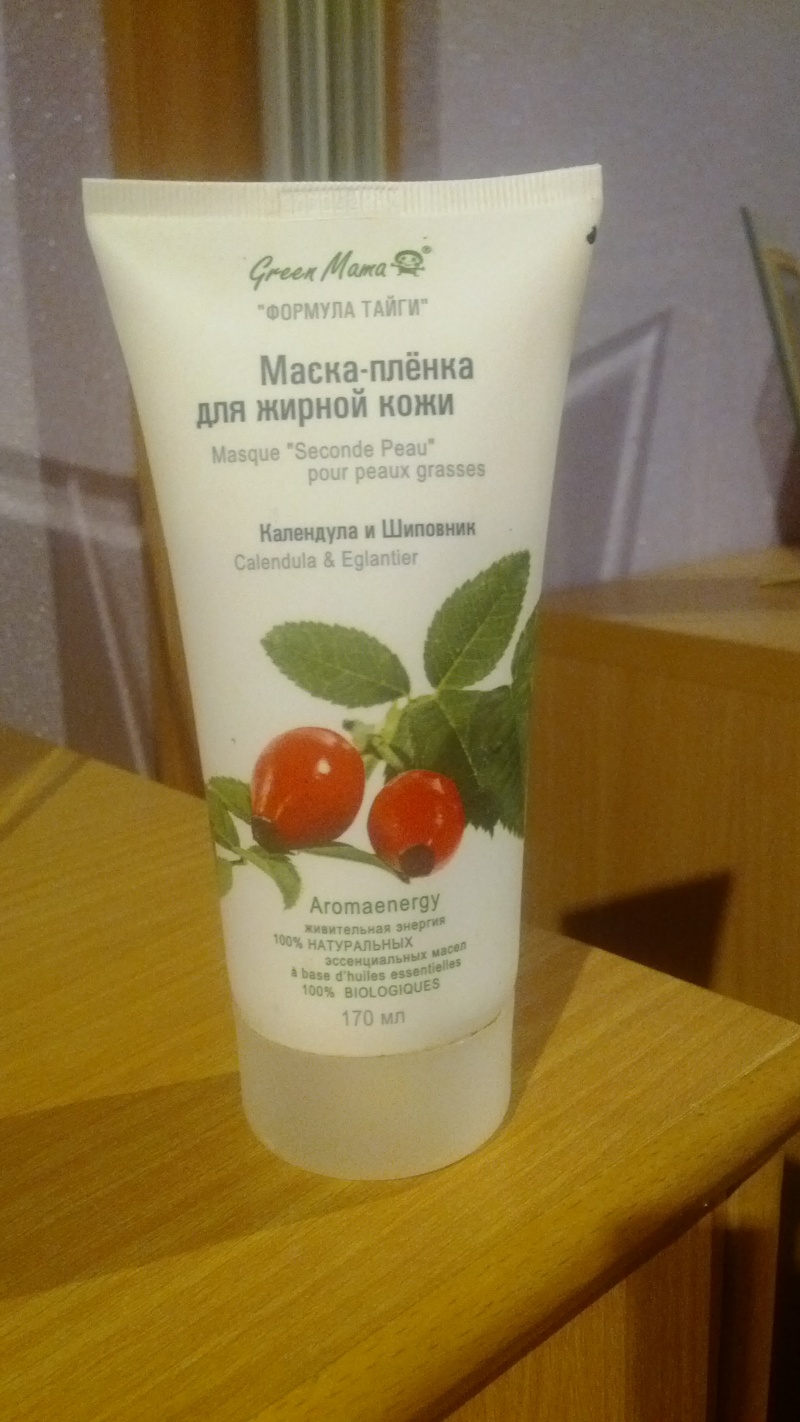 Green Mama®
"ФОРМУЛА ТАЙГИ"
Маска-плёнка
для жирной кожи
Masque "Seconde Peau"
pour peaux grasses
Календула и Шиповник
Calendula & Eglantier
Aromaenergy
живительная энергия
100% НАТУРАЛЬНЫХ
эссенциальных масел
à base d'huiles essentielles
100% BIOLOGIQUES
170 мл